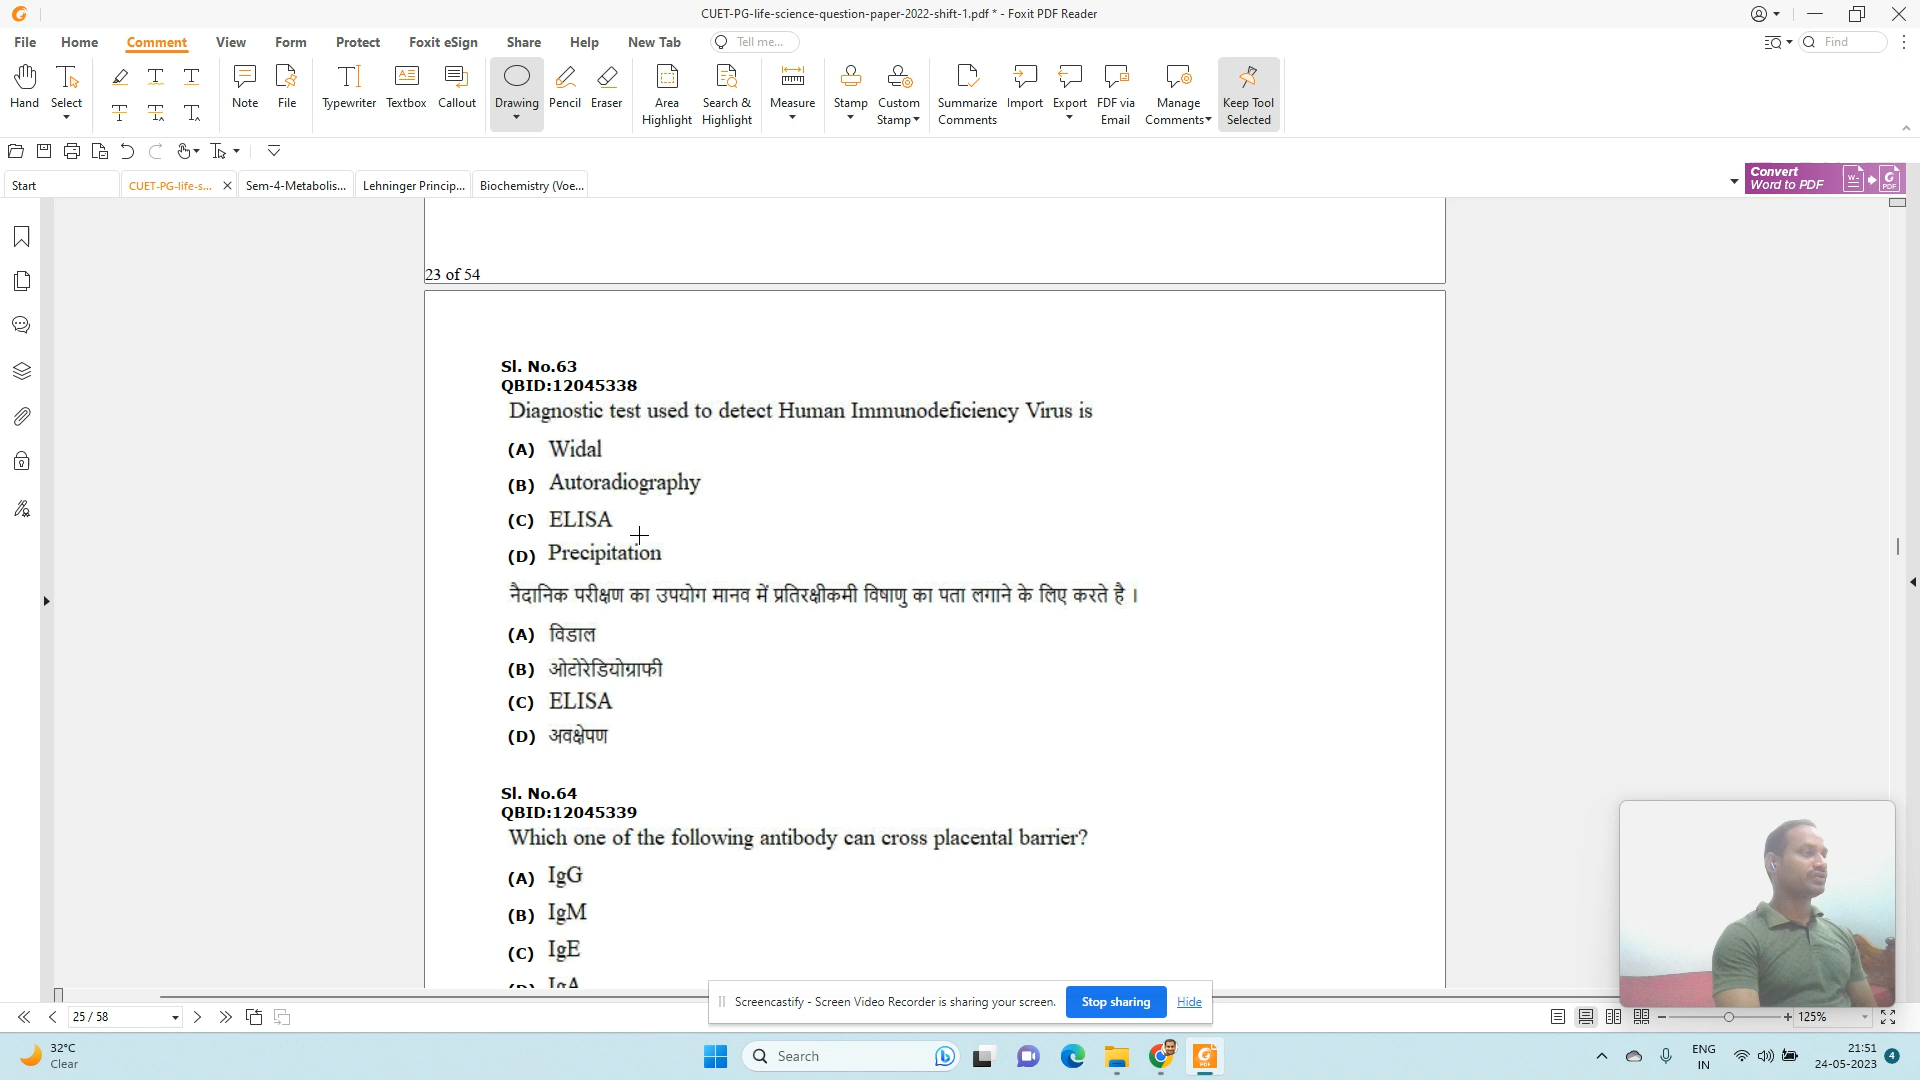 CUET-PG-life-science-question-paper-2022-shift-1.pdf * - Foxit PDF Reader
File Home Comment View Form Protect Foxit eSign Share Help New Tab Tell me... Find
Hand Select Note File Typewriter Textbox Callout Drawing Pencil Eraser Area Highlight Search & Highlight Measure Stamp Custom Stamp Summarize Comments Import Export FDF via Email Manage Comments Keep Tool Selected
Start CUET-PG-life-s... Sem-4-Metabolis... Lehninger Princip... Biochemistry (Voe...
Convert
Word to PDF
23 of 54
Sl. No.63
QBID:12045338
Diagnostic test used to detect Human Immunodeficiency Virus is
(A) Widal
(B) Autoradiography
(C) ELISA
(D) Precipitation
नैदानिक परीक्षण का उपयोग मानव में प्रतिरक्षीकमी विषाणु का पता लगाने के लिए करते है ।
(A) विडाल
(B) ओटोरेडियोग्राफी
(C) ELISA
(D) अवक्षेपण
Sl. No.64
QBID:12045339
Which one of the following antibody can cross placental barrier?
(A) IgG
(B) IgM
(C) IgE
(D) IgA
Screencastify - Screen Video Recorder is sharing your screen. Stop sharing Hide
25 / 58
125%
32°C
Clear
Search
ENG
IN
21:51
24-05-2023
4